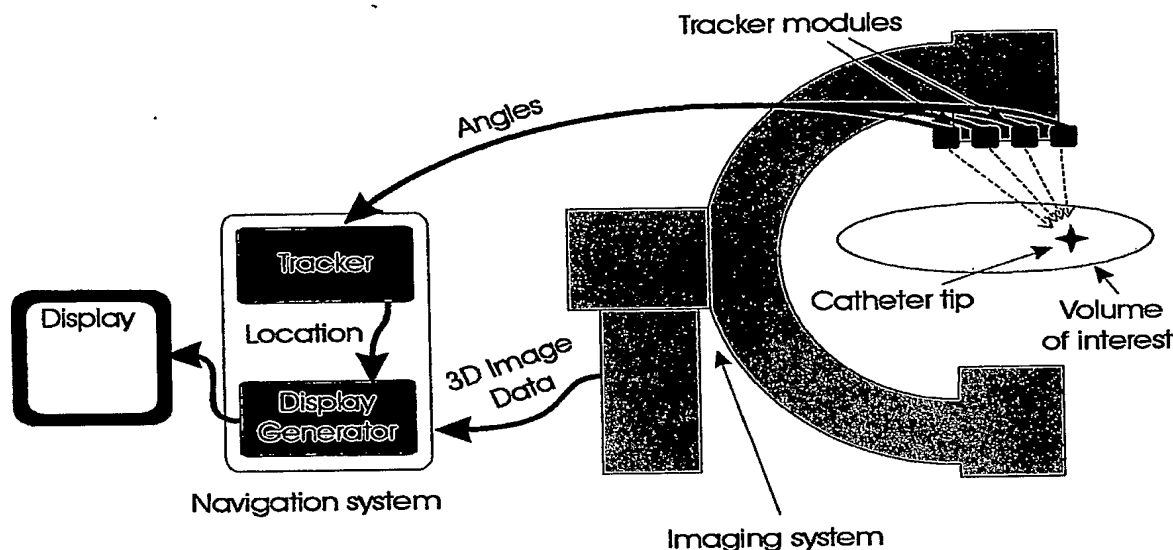 Tracker modules
Angles
Tracker
Display
Location
Catheter tip
Volume
of interest
3D Image
Data
Display
Generator
Navigation system
Imaging system